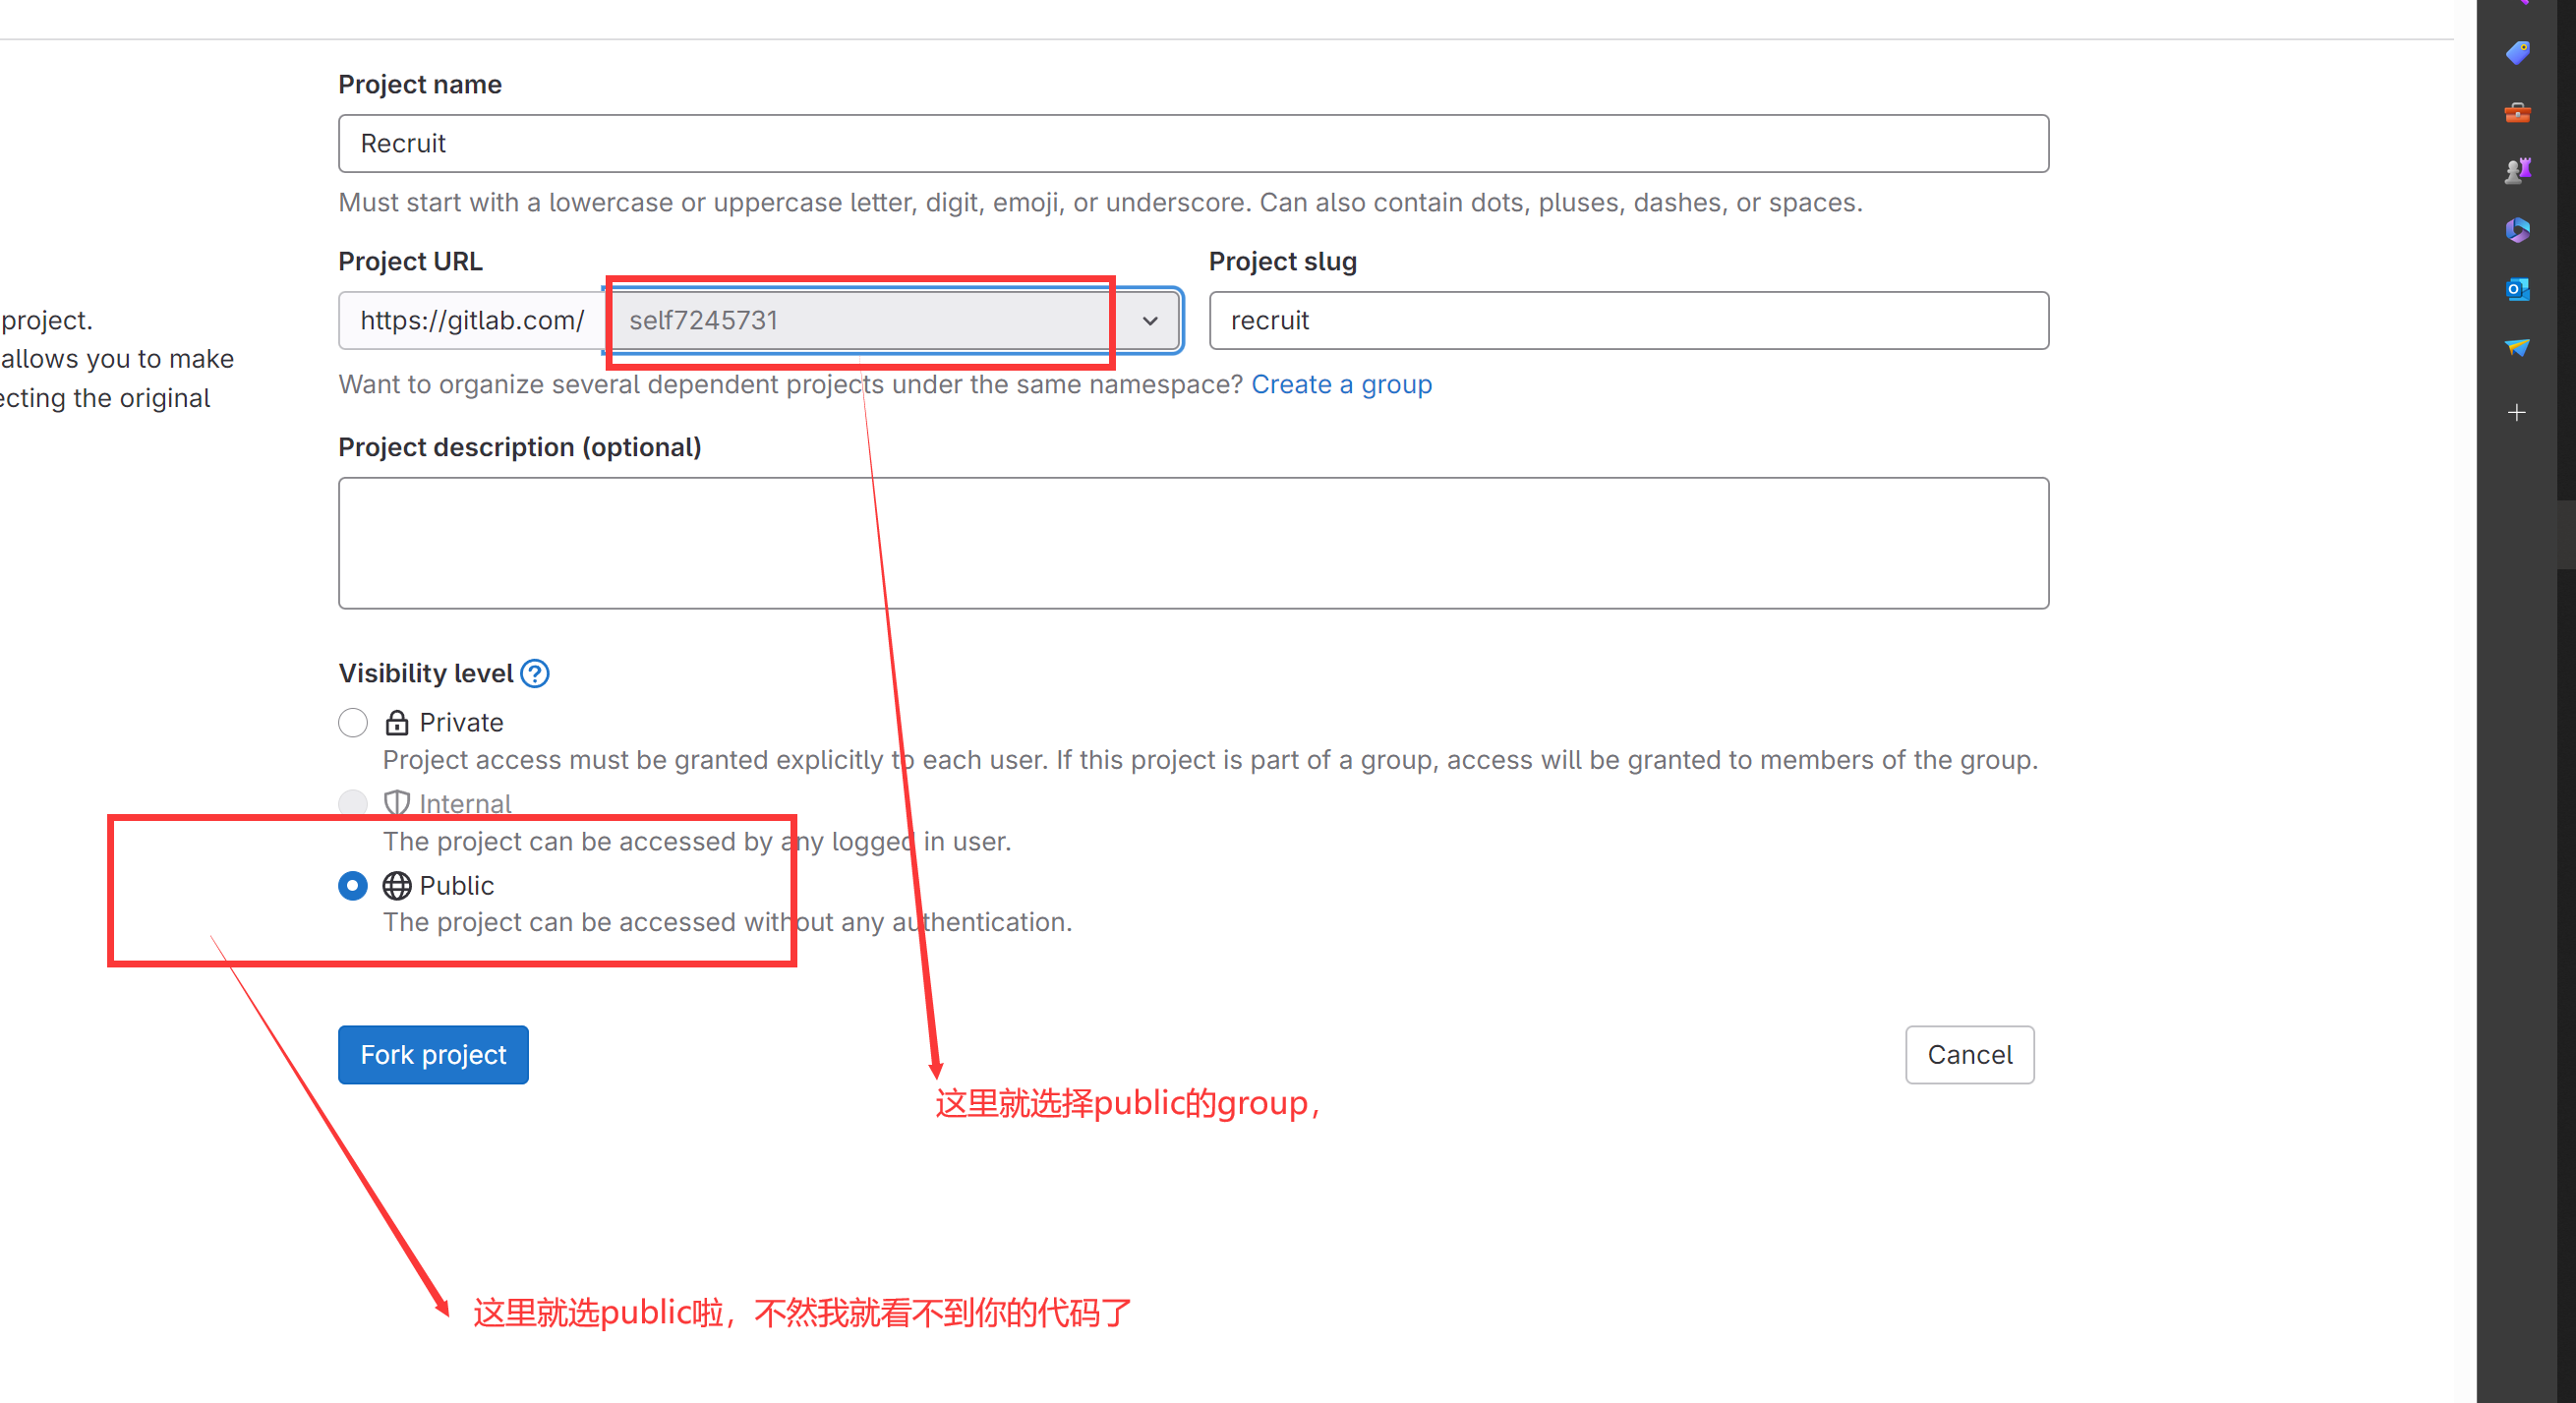 Project name
Recruit
Must start with a lowercase or uppercase letter, digit, emoji, or underscore. Can also contain dots, pluses, dashes, or spaces.
Project URL
Project slug
https://gitlab.com/
self7245731
recruit
project.
allows you to make
ecting the original
Want to organize several dependent projects under the same namespace? Create a group
Project description (optional)
Visibility level
Private
Project access must be granted explicitly to each user. If this project is part of a group, access will be granted to members of the group.
Internal
The project can be accessed by any logged in user.
Public
The project can be accessed without any authentication.
Fork project
Cancel
这里就选择public的group，
这里就选public啦，不然我就看不到你的代码了